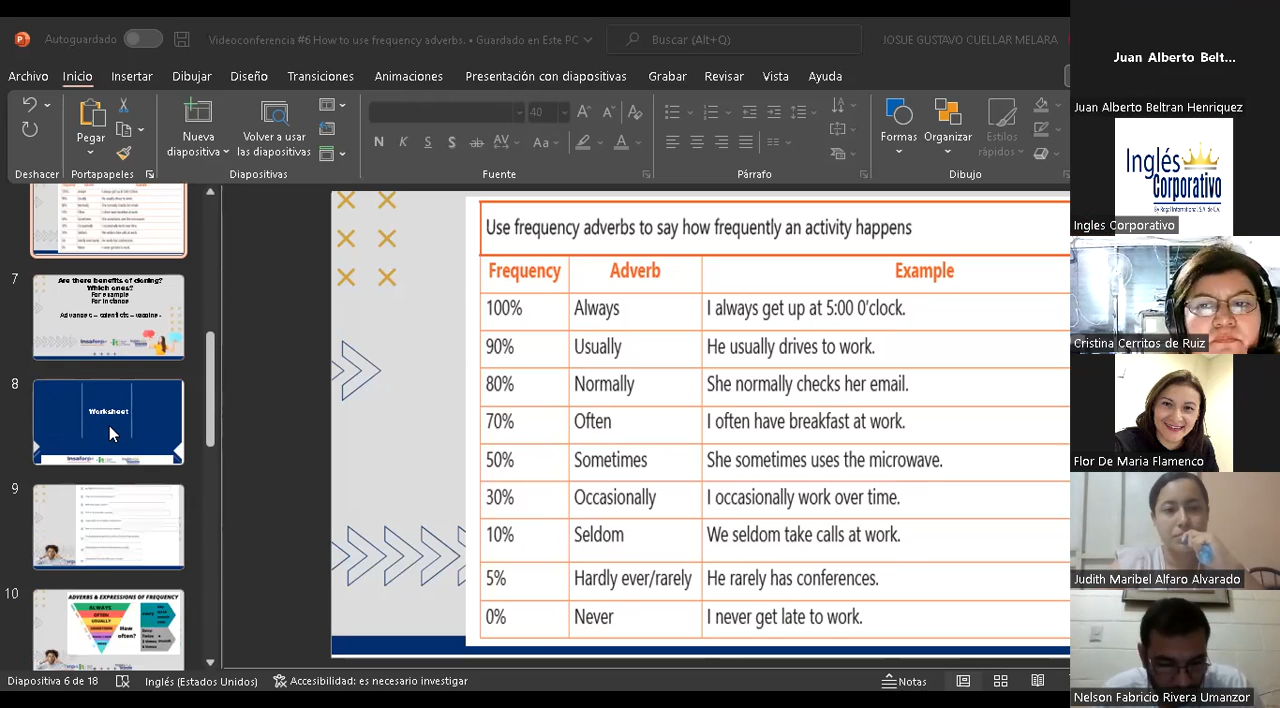 Autoguardado
Videoconferencia #6 How to use frequency adverbs. • Guardado en Este PC
Buscar (Alt+Q)
JOSUE GUSTAVO CUELLAR MELARA
Archivo Inicio Insertar Dibujar Diseño Transiciones Animaciones Presentación con diapositivas Grabar Revisar Vista Ayuda
Pegar
Nueva diapositiva
Volver a usar las diapositivas
40
N K S S ab AV Aa A
Formas
Organizar
Estilos rápidos
Deshacer Portapapeles Diapositivas Fuente Párrafo Dibujo
7
Are there benefits of cloning?
Which ones?
For example
For instance
8
Worksheet
Insaforp
9
10
ADVERBS & EXPRESSIONS OF FREQUENCY
ALWAYS
OFTEN
USUALLY
How often?
Use frequency adverbs to say how frequently an activity happens
Frequency Adverb Example
100% Always I always get up at 5:00 O'clock.
90% Usually He usually drives to work.
80% Normally She normally checks her email.
70% Often I often have breakfast at work.
50% Sometimes She sometimes uses the microwave.
30% Occasionally I occasionally work over time.
10% Seldom We seldom take calls at work.
5% Hardly ever/rarely He rarely has conferences.
0% Never I never get late to work.
Diapositiva 6 de 18
Inglés (Estados Unidos)
Accesibilidad: es necesario investigar
Notas
Juan Alberto Belt...
Juan Alberto Beltran Henriquez
Inglés
Corporativo
Ingles Corporativo
Cristina Cerritos de Ruiz
Flor De Maria Flamenco
Judith Maribel Alfaro Alvarado
Nelson Fabricio Rivera Umanzor